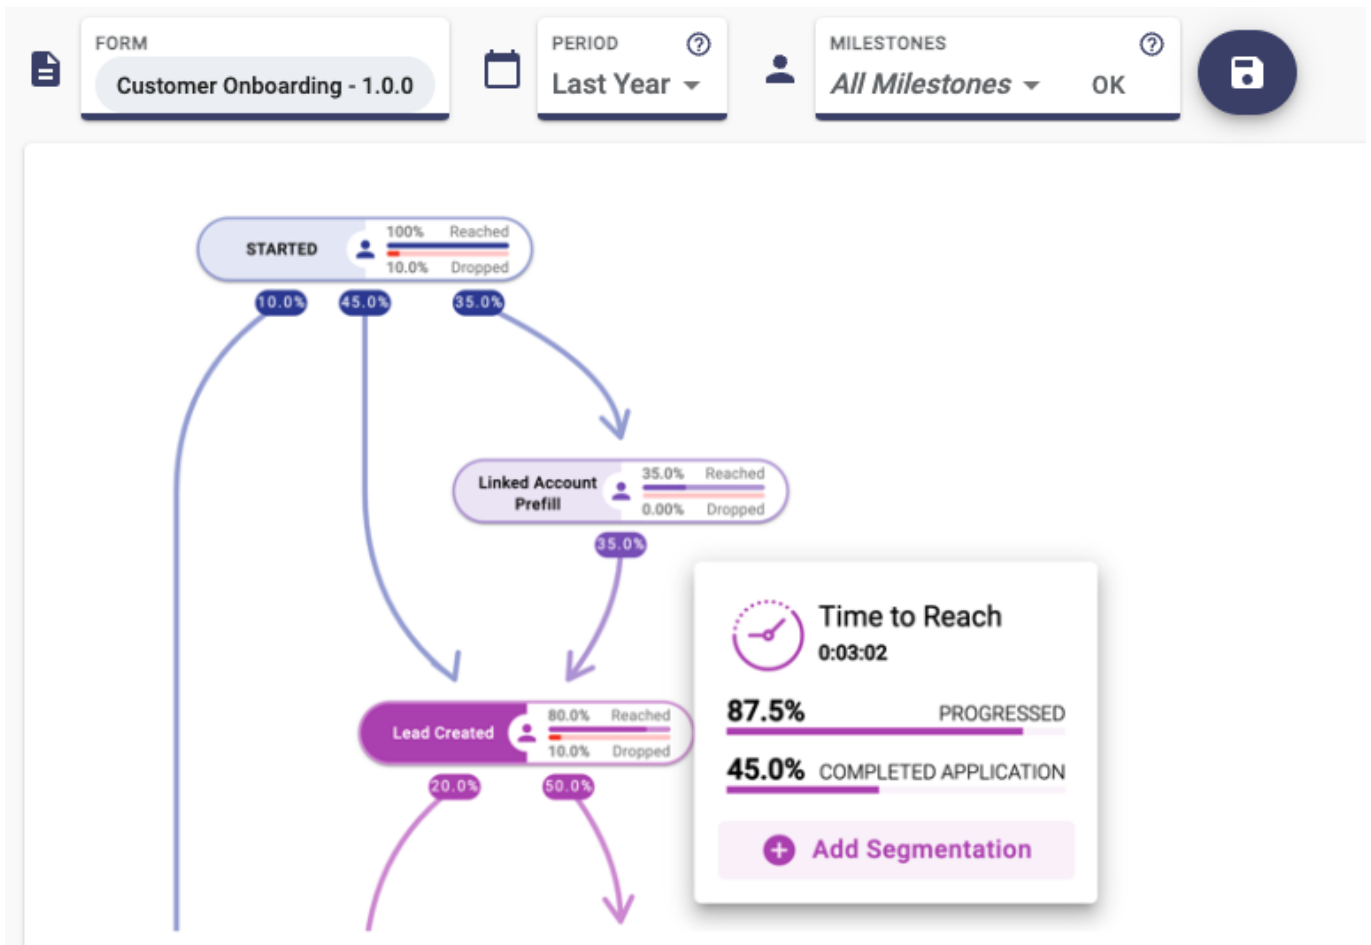 FORM
Customer Onboarding - 1.0.0
PERIOD
Last Year
MILESTONES
All Milestones
OK
STARTED
100% Reached
10.0% Dropped
10.0%
45.0%
35.0%
Linked Account
Prefill
35.0% Reached
0.00% Dropped
35.0%
Lead Created
80.0% Reached
10.0% Dropped
20.0%
50.0%
Time to Reach
0:03:02
87.5% PROGRESSED
45.0% COMPLETED APPLICATION
Add Segmentation